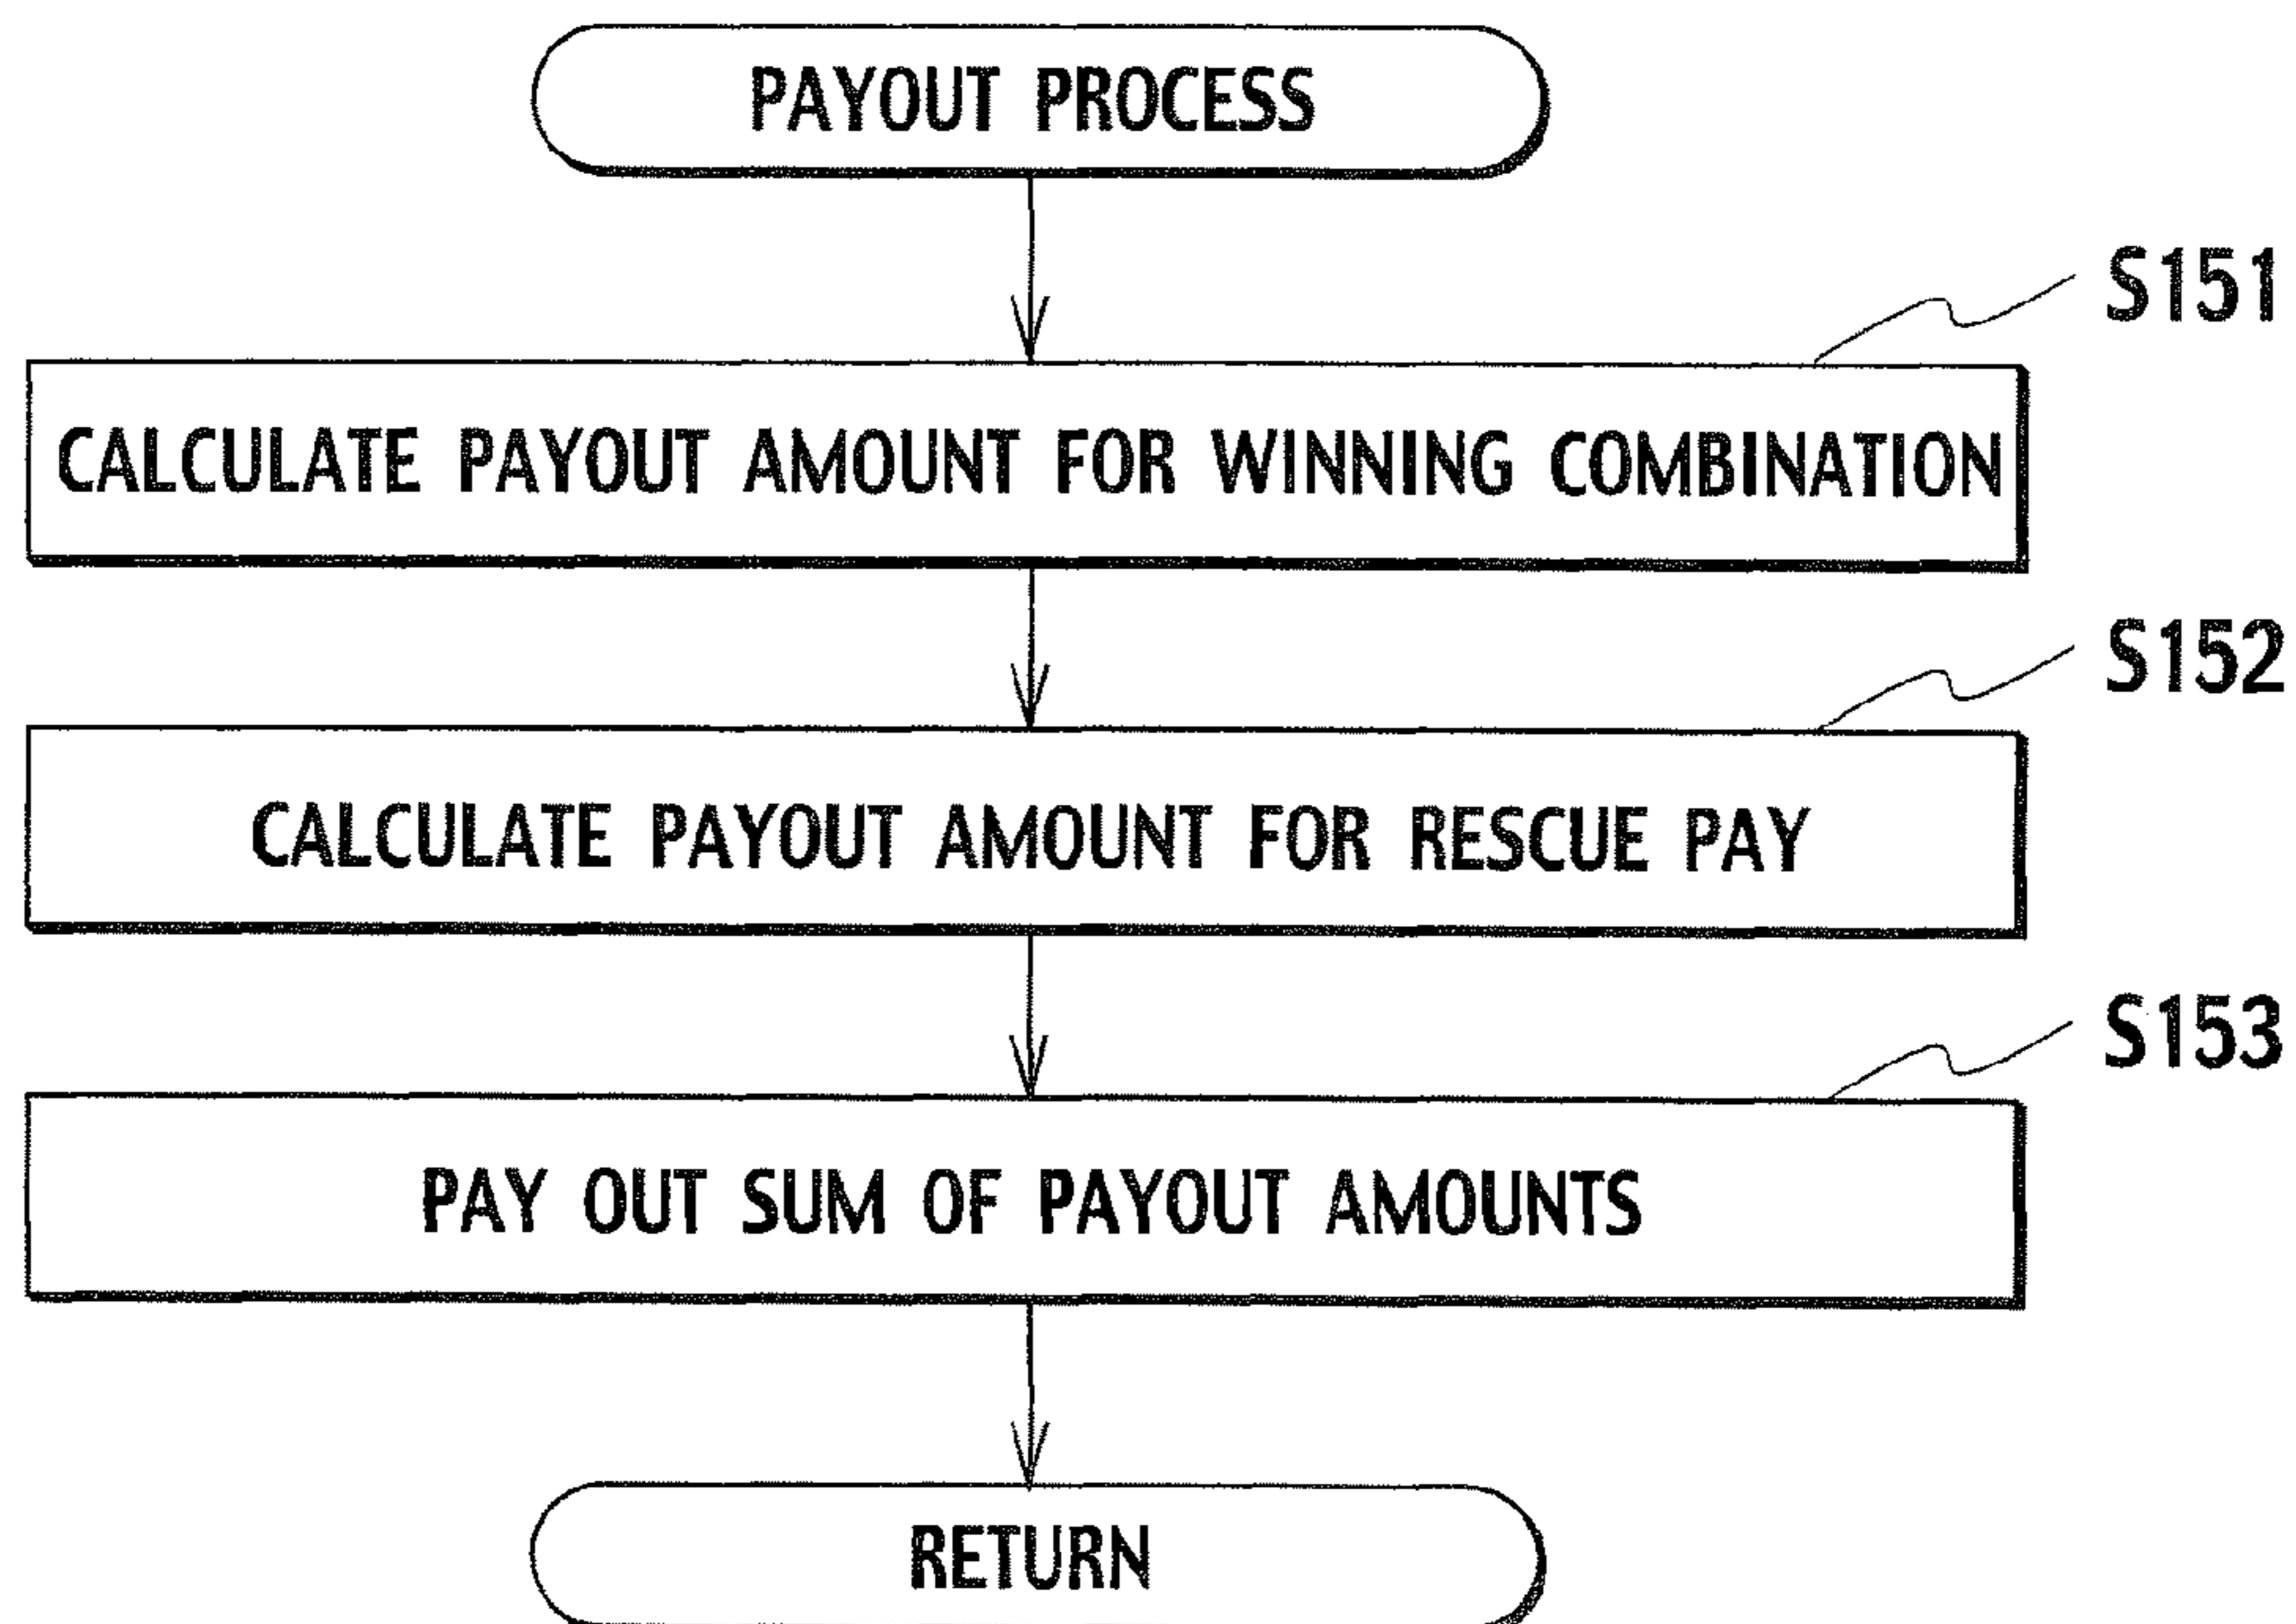 PAYOUT PROCESS
S151
CALCULATE PAYOUT AMOUNT FOR WINNING COMBINATION
S152
CALCULATE PAYOUT AMOUNT FOR RESCUE PAY
S153
PAY OUT SUM OF PAYOUT AMOUNTS
RETURN